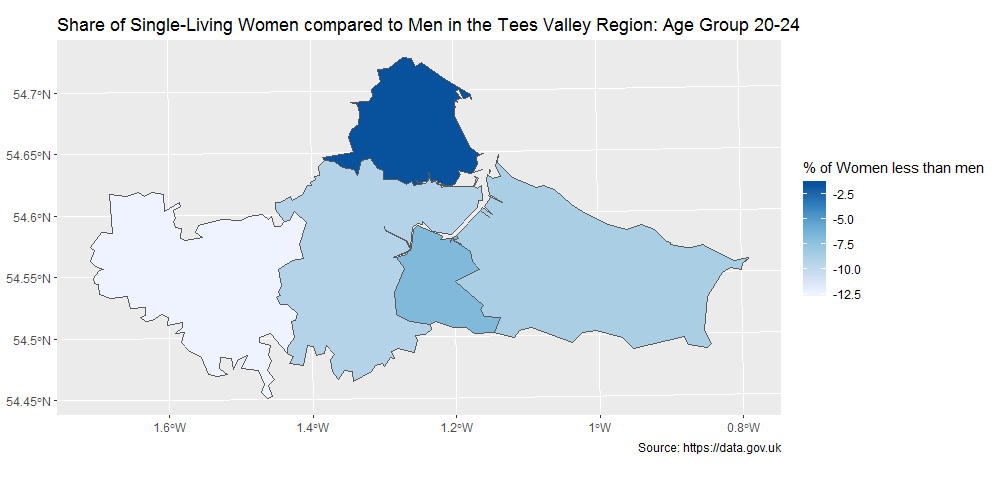 Share of Single-Living Women compared to Men in the Tees Valley Region: Age Group 20-24
54.7°N
54.65°N
54.6°N
54.55°N
54.5°N
54.45°N
1.6°W
1.4°W
1.2°W
1°W
0.8°W
% of Women less than men
-2.5
-5.0
-7.5
-10.0
-12.5
Source: https://data.gov.uk